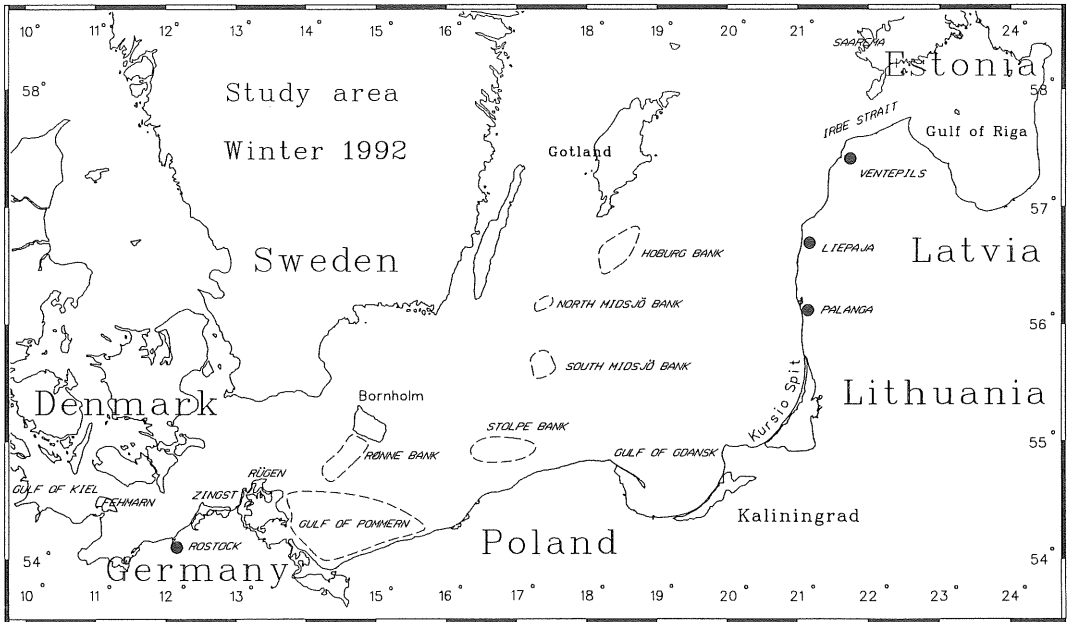 10° 11° 12° 13° 14° 15° 16° 17° 18° 19° 20° 21° 22° 24°
SAAREMA
Estonia
58° Study area 58°
Winter 1992
IRBE STRAIT
Gulf of Riga
Gotland
VENTEPILS
57
Sweden
HOBURG BANK
LIEPAJA
Latvia
NORTH MIDSJÖ BANK
PALANGA
56°
SOUTH MIDSJÖ BANK
Kursio Spit
Lithuania
Denmark
Bornholm
STOLPE BANK
55°
RØNNE BANK
GULF OF GDANSK
RÜGEN
GULF OF KIEL
FEHMARN
ZINGST
GULF OF POMMERN
Kaliningrad
Poland
ROSTOCK
54° 54°
Germany
10° 11° 12° 13° 14° 15° 16° 17° 18° 19° 20° 21° 22° 23° 24°